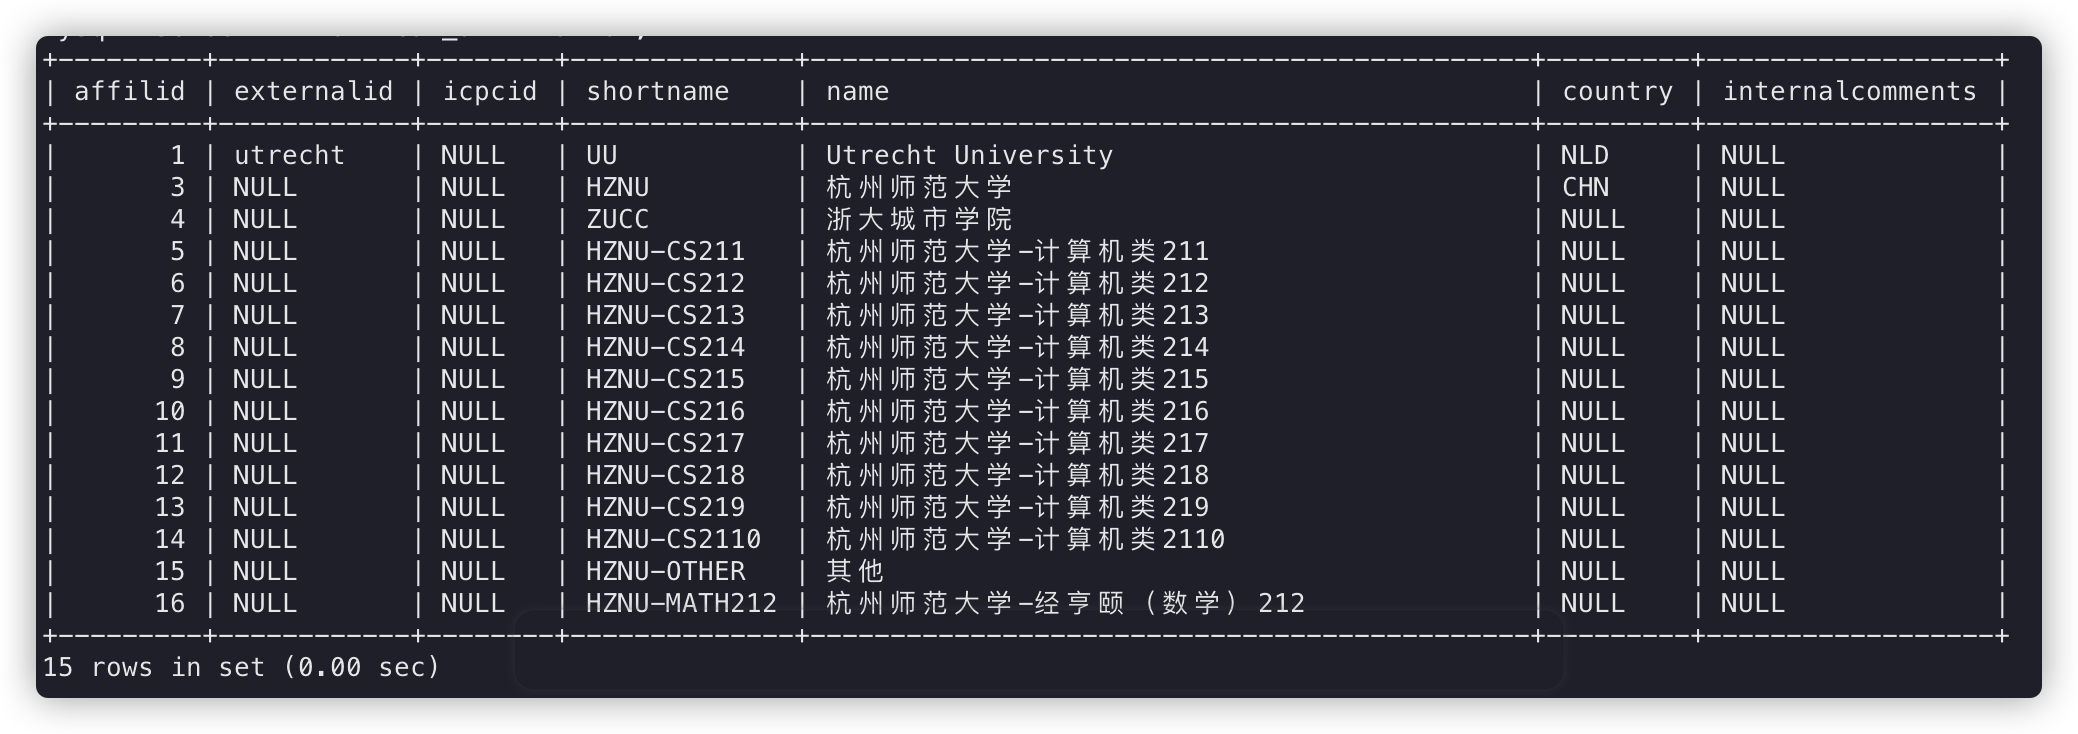 +---------+------------+--------+--------------+---------------------------------------------+---------+------------------+
| affilid | externalid | icpcid | shortname    | name                                        | country | internalcomments |
+---------+------------+--------+--------------+---------------------------------------------+---------+------------------+
|       1 | utrecht    | NULL   | UU           | Utrecht University                          | NLD     | NULL             |
|       3 | NULL       | NULL   | HZNU         | 杭州师范大学 | CHN     | NULL             |
|       4 | NULL       | NULL   | ZUCC         | 浙大城市学院 | NULL    | NULL             |
|       5 | NULL       | NULL   | HZNU-CS211   | 杭州师范大学-计算机类211 | NULL    | NULL             |
|       6 | NULL       | NULL   | HZNU-CS212   | 杭州师范大学-计算机类212 | NULL    | NULL             |
|       7 | NULL       | NULL   | HZNU-CS213   | 杭州师范大学-计算机类213 | NULL    | NULL             |
|       8 | NULL       | NULL   | HZNU-CS214   | 杭州师范大学-计算机类214 | NULL    | NULL             |
|       9 | NULL       | NULL   | HZNU-CS215   | 杭州师范大学-计算机类215 | NULL    | NULL             |
|      10 | NULL       | NULL   | HZNU-CS216   | 杭州师范大学-计算机类216 | NULL    | NULL             |
|      11 | NULL       | NULL   | HZNU-CS217   | 杭州师范大学-计算机类217 | NULL    | NULL             |
|      12 | NULL       | NULL   | HZNU-CS218   | 杭州师范大学-计算机类218 | NULL    | NULL             |
|      13 | NULL       | NULL   | HZNU-CS219   | 杭州师范大学-计算机类219 | NULL    | NULL             |
|      14 | NULL       | NULL   | HZNU-CS2110  | 杭州师范大学-计算机类2110 | NULL    | NULL             |
|      15 | NULL       | NULL   | HZNU-OTHER   | 其他 | NULL    | NULL             |
|      16 | NULL       | NULL   | HZNU-MATH212 | 杭州师范大学-经亨颐（数学）212 | NULL    | NULL             |
+---------+------------+--------+--------------+---------------------------------------------+---------+------------------+
15 rows in set (0.00 sec)